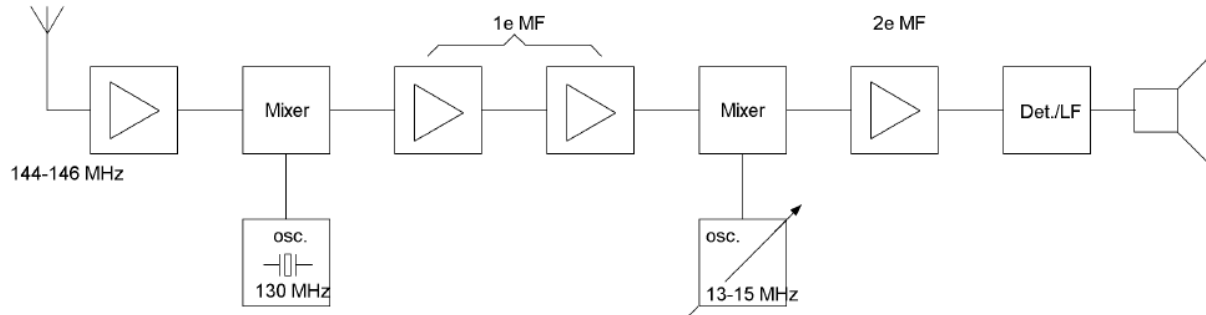 1e MF
2e MF
Mixer
Mixer
Det./LF
144-146 MHz
osc.
130 MHz
osc.
13-15 MHz